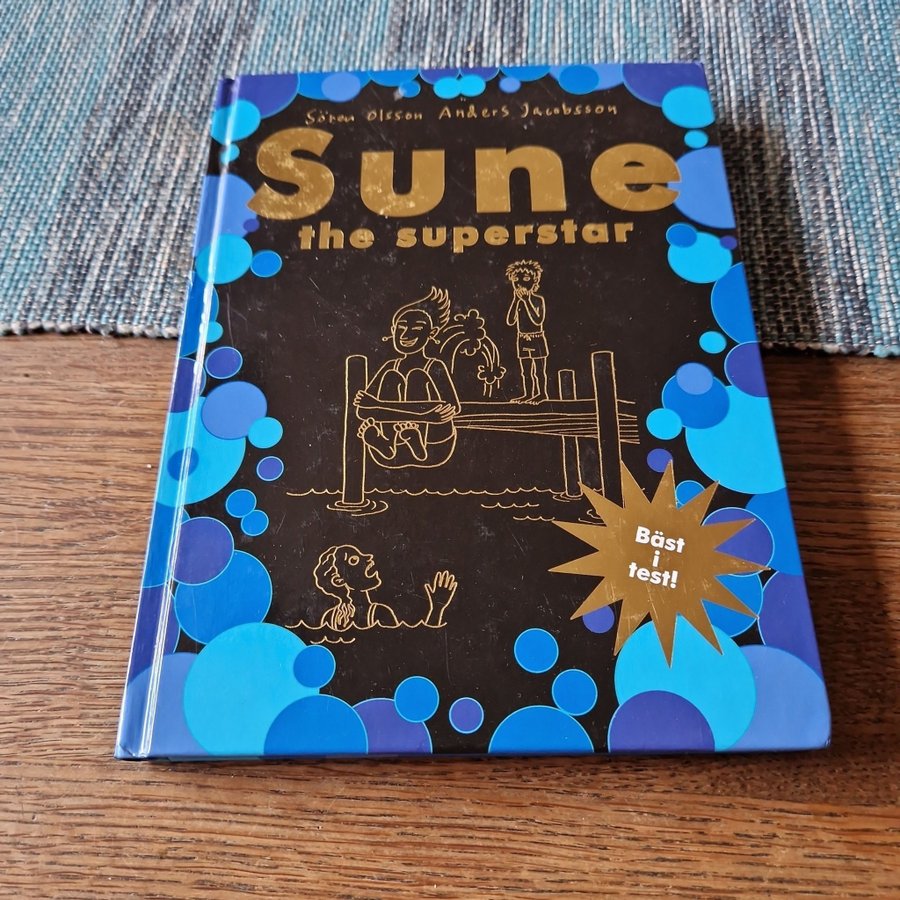 Sören Olsson Anders Jacobsson
Sune
the superstar
Bäst
i
test!